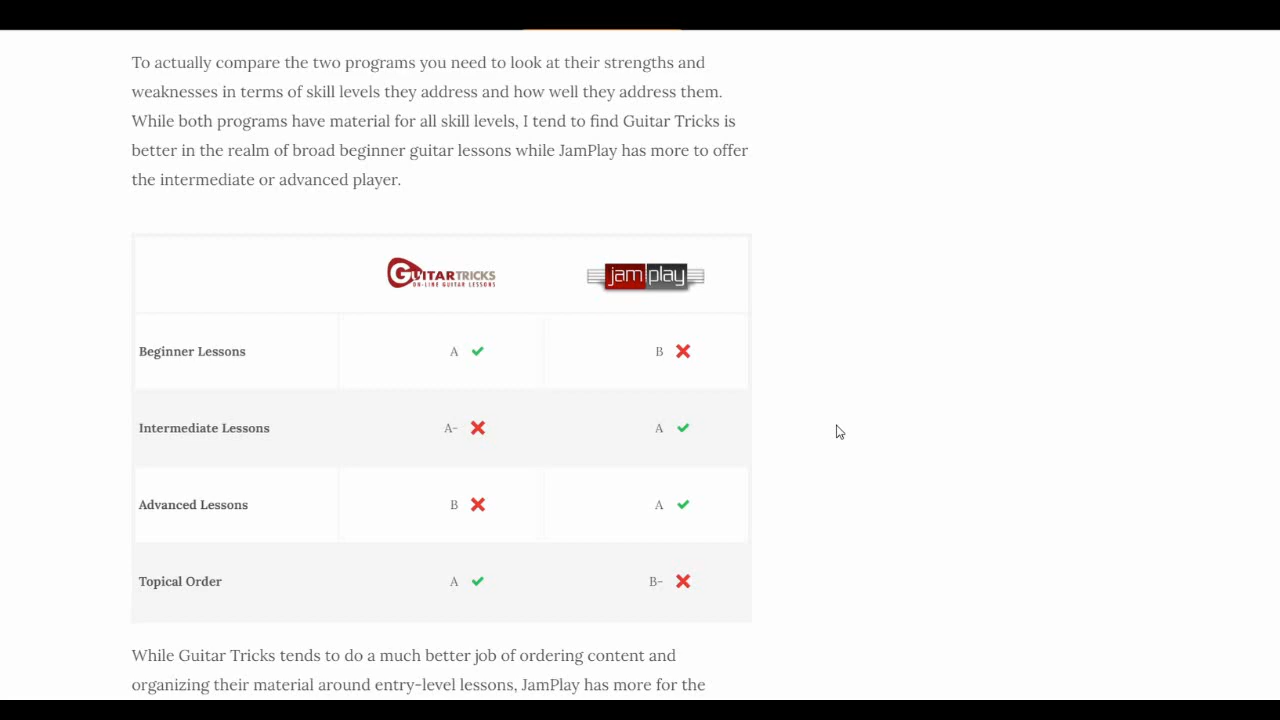 To actually compare the two programs you need to look at their strengths and
weaknesses in terms of skill levels they address and how well they address them.
While both programs have material for all skill levels, I tend to find Guitar Tricks is
better in the realm of broad beginner guitar lessons while JamPlay has more to offer
the intermediate or advanced player.
GUITARTRICKS
ON-LINE GUITAR LESSONS
jamplay
Beginner Lessons A B
Intermediate Lessons A- A
Advanced Lessons B A
Topical Order A B-
While Guitar Tricks tends to do a much better job of ordering content and
organizing their material around entry-level lessons, JamPlay has more for the